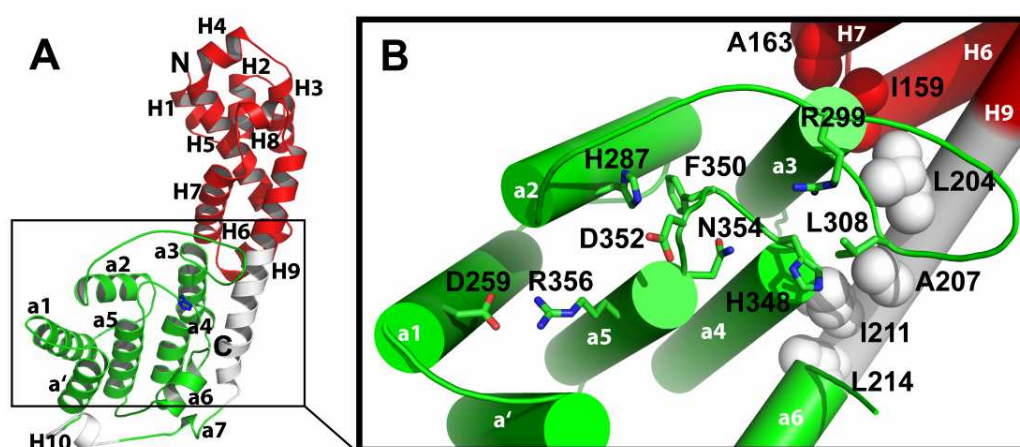 A
H4
N
H2
H3
H1
H5
H8
H7
H6
H9
a3
a2
a1
a5
a4
C
a'
a6
H10
a7
B
A163
H7
H6
I159
H9
R299
H287
F350
a3
a2
L204
D352
N354
L308
D259
R356
A207
H348
a1
a5
a4
I211
L214
a'
a6